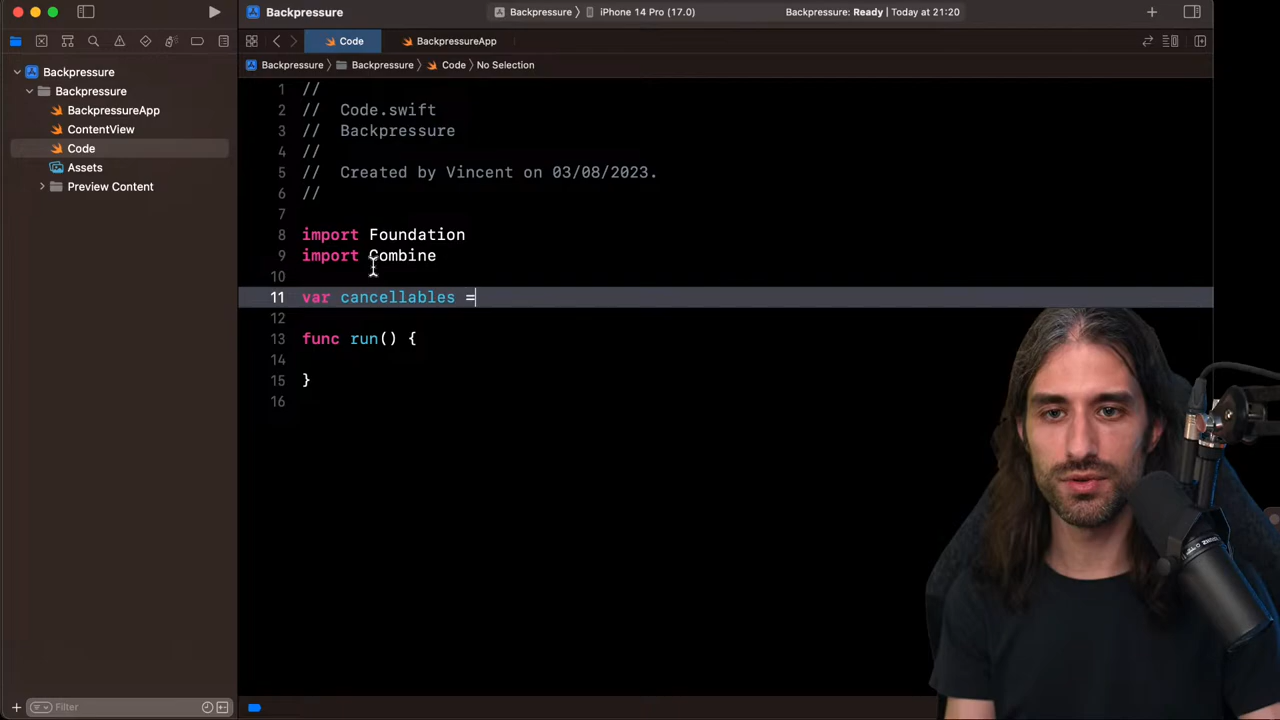 Backpressure
Backpressure
iPhone 14 Pro (17.0)
Backpressure: Ready | Today at 21:20
Code
BackpressureApp
Backpressure
Backpressure
Code
No Selection
Backpressure
Backpressure
BackpressureApp
ContentView
Code
Assets
Preview Content
1 //
2 // Code.swift
3 // Backpressure
4 //
5 // Created by Vincent on 03/08/2023.
6 //
7
8 import Foundation
9 import Combine
10
11 var cancellables =
12
13 func run() {
14
15 }
16
Filter